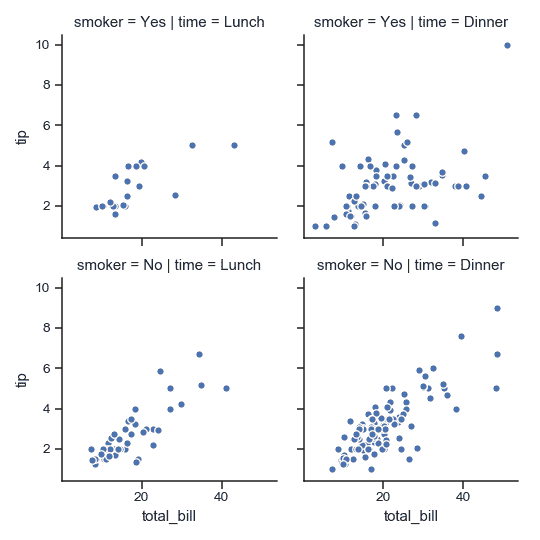 smoker = Yes | time = Lunch
smoker = Yes | time = Dinner
10
8
6
4
2
tip
smoker = No | time = Lunch
smoker = No | time = Dinner
10
8
6
4
2
tip
20
40
20
40
total_bill
total_bill